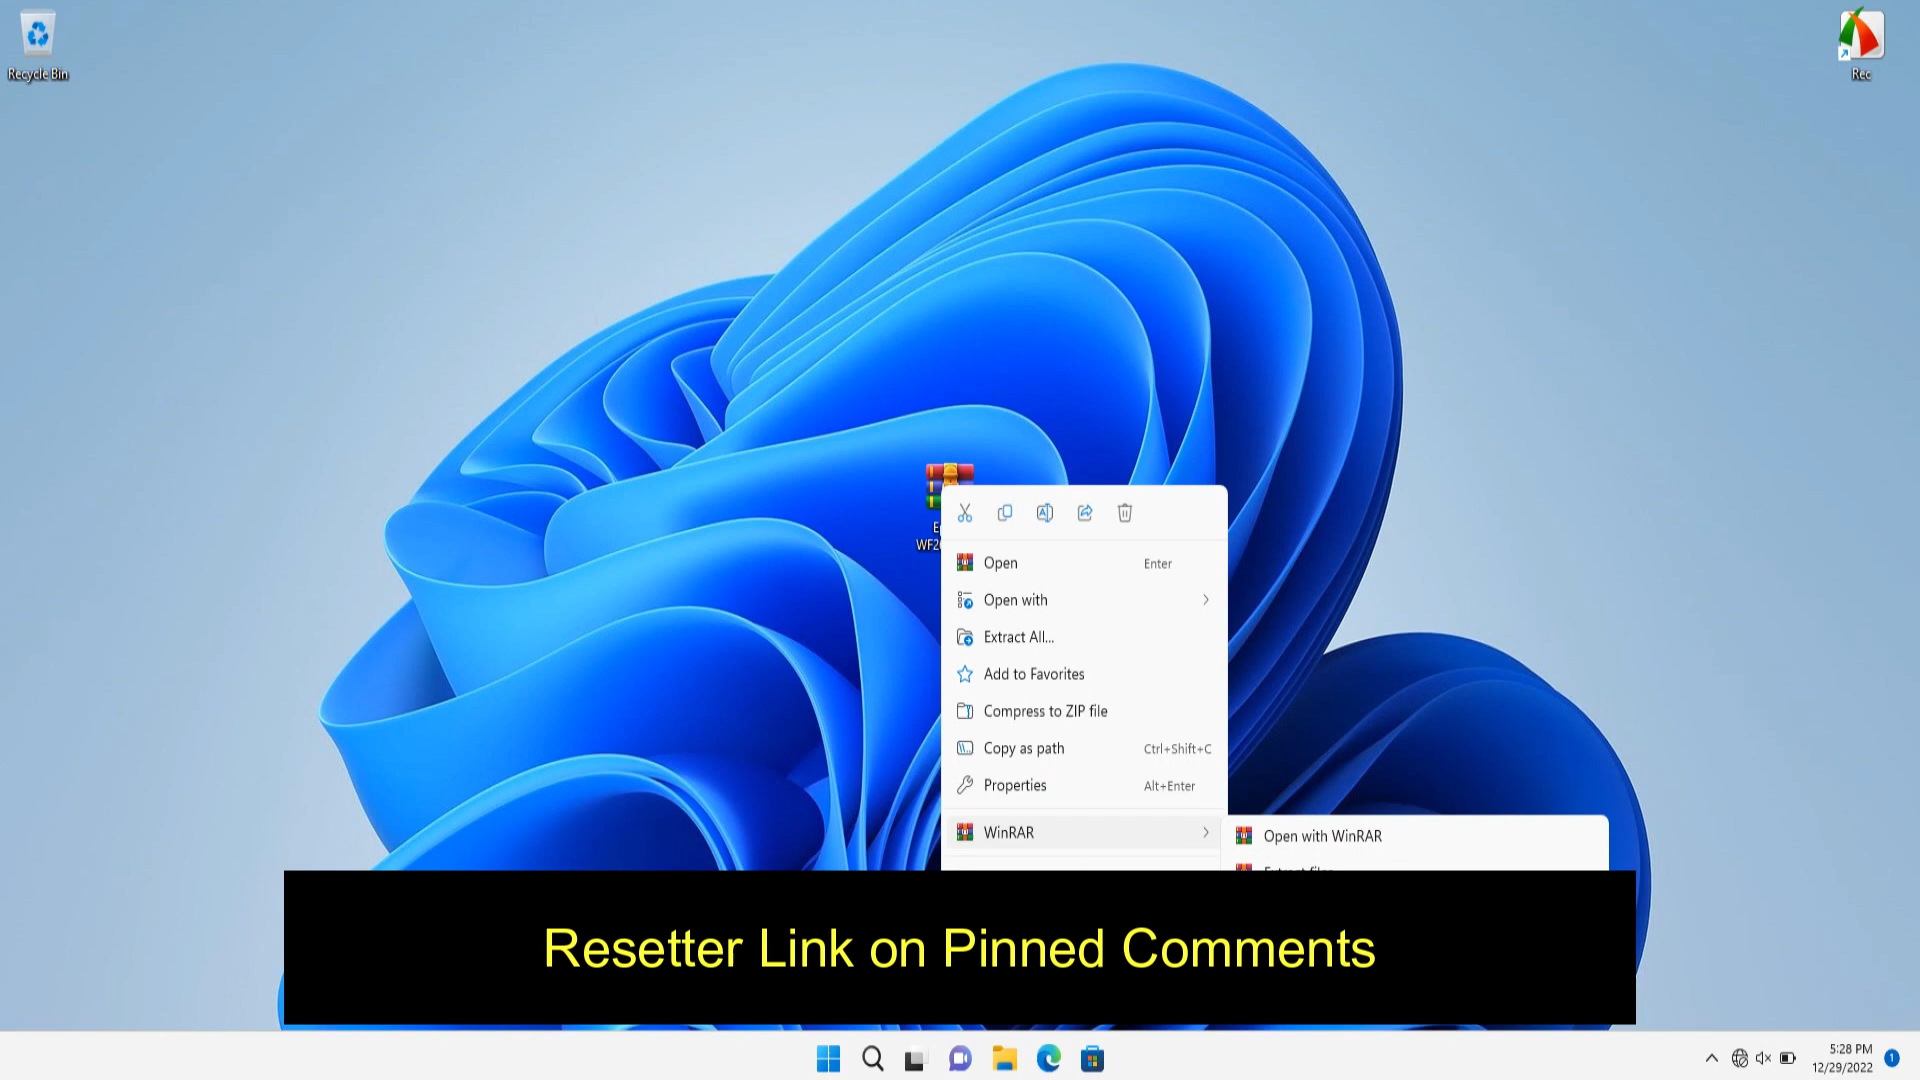 Recycle Bin
Rec
Open Enter
Open with
Extract All...
Add to Favorites
Compress to ZIP file
Copy as path Ctrl+Shift+C
Properties Alt+Enter
WinRAR
Open with WinRAR
Resetter Link on Pinned Comments
5:28 PM
12/29/2022
1